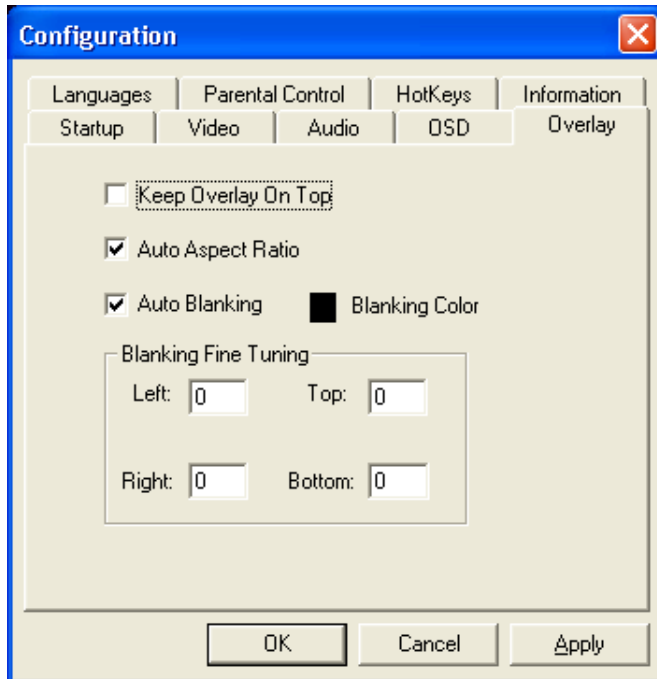 Configuration
Languages Parental Control HotKeys Information
Startup Video Audio OSD Overlay
Keep Overlay On Top
Auto Aspect Ratio
Auto Blanking Blanking Color
Blanking Fine Tuning
Left: 0 Top: 0
Right: 0 Bottom: 0
OK Cancel Apply